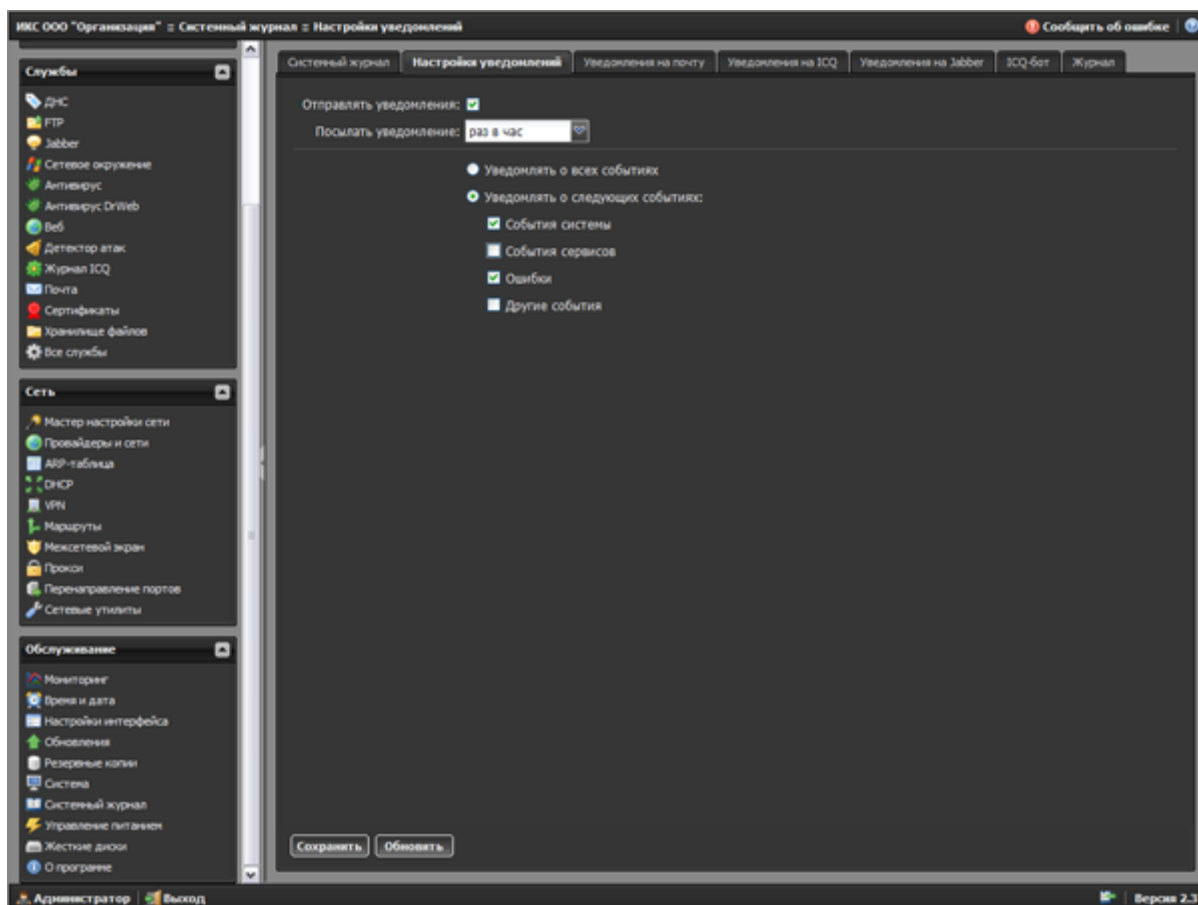 ИКС ООО "Организация" :: Системный журнал :: Настройки уведомлений
Сообщить об ошибке
Службы
ДНС
FTP
Jabber
Сетевое окружение
Антивирус
Антивирус DrWeb
Веб
Детектор атак
Журнал ICQ
Почта
Сертификаты
Хранилище файлов
Все службы
Сеть
Мастер настройки сети
Провайдеры и сети
ARP-таблица
DHCP
VPN
Маршруты
Межсетевой экран
Прокси
Перенаправление портов
Сетевые утилиты
Обслуживание
Мониторинг
Время и дата
Настройки интерфейса
Обновления
Резервные копии
Система
Системный журнал
Управление питанием
Жесткие диски
О программе
Системный журнал
Настройки уведомлений
Уведомления на почту
Уведомления на ICQ
Уведомления на Jabber
ICQ-бот
Журнал
Отправлять уведомления:
Посылать уведомление: раз в час
Уведомлять о всех событиях
Уведомлять о следующих событиях:
События системы
События сервисов
Ошибки
Другие события
Сохранить
Обновить
Администратор
Выход
Версия 2.3